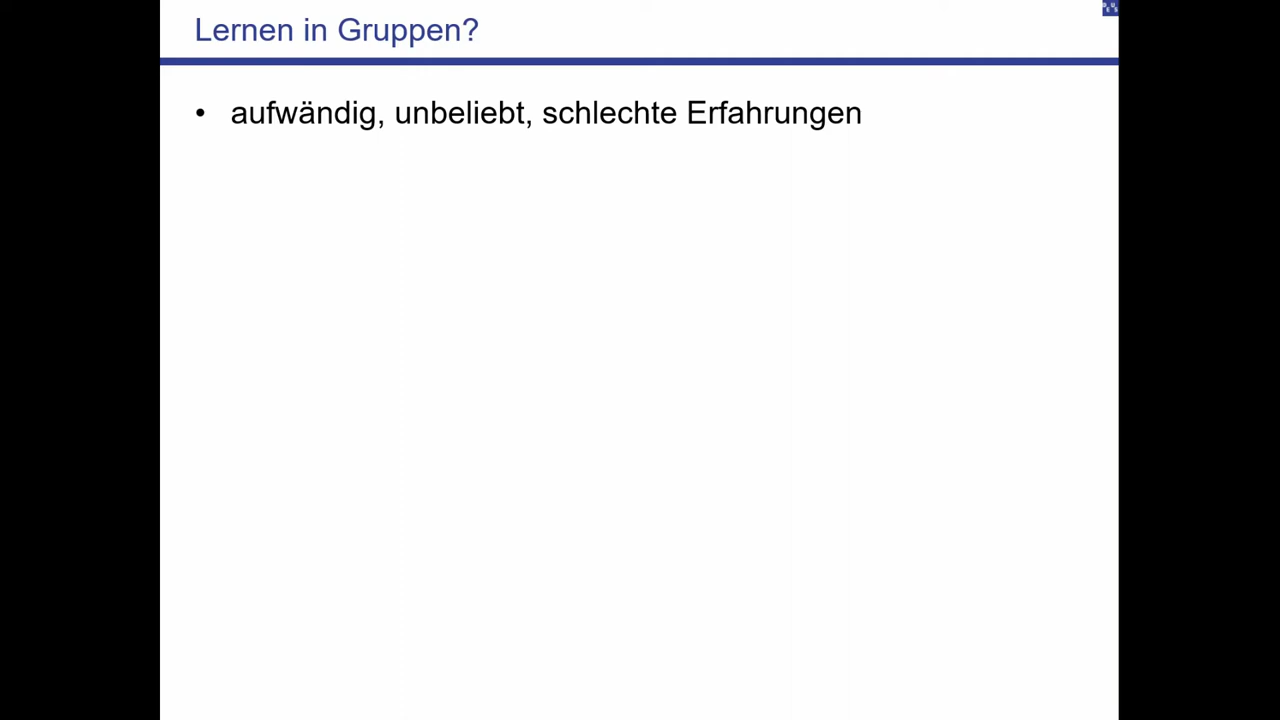 Lernen in Gruppen?
• aufwändig, unbeliebt, schlechte Erfahrungen